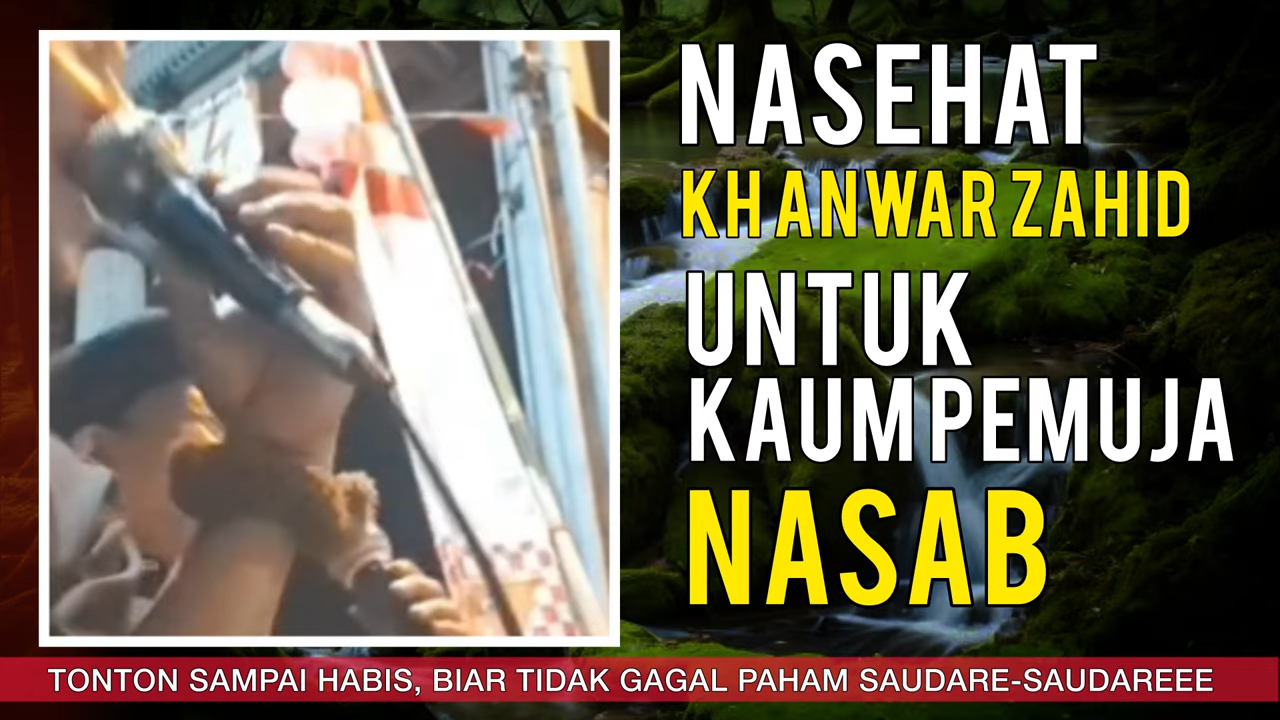 NASEHAT
KH ANWAR ZAHID
UNTUK
KAUM PEMUJA
NASAB
TONTON SAMPAI HABIS, BIAR TIDAK GAGAL PAHAM SAUDARE-SAUDAREEE